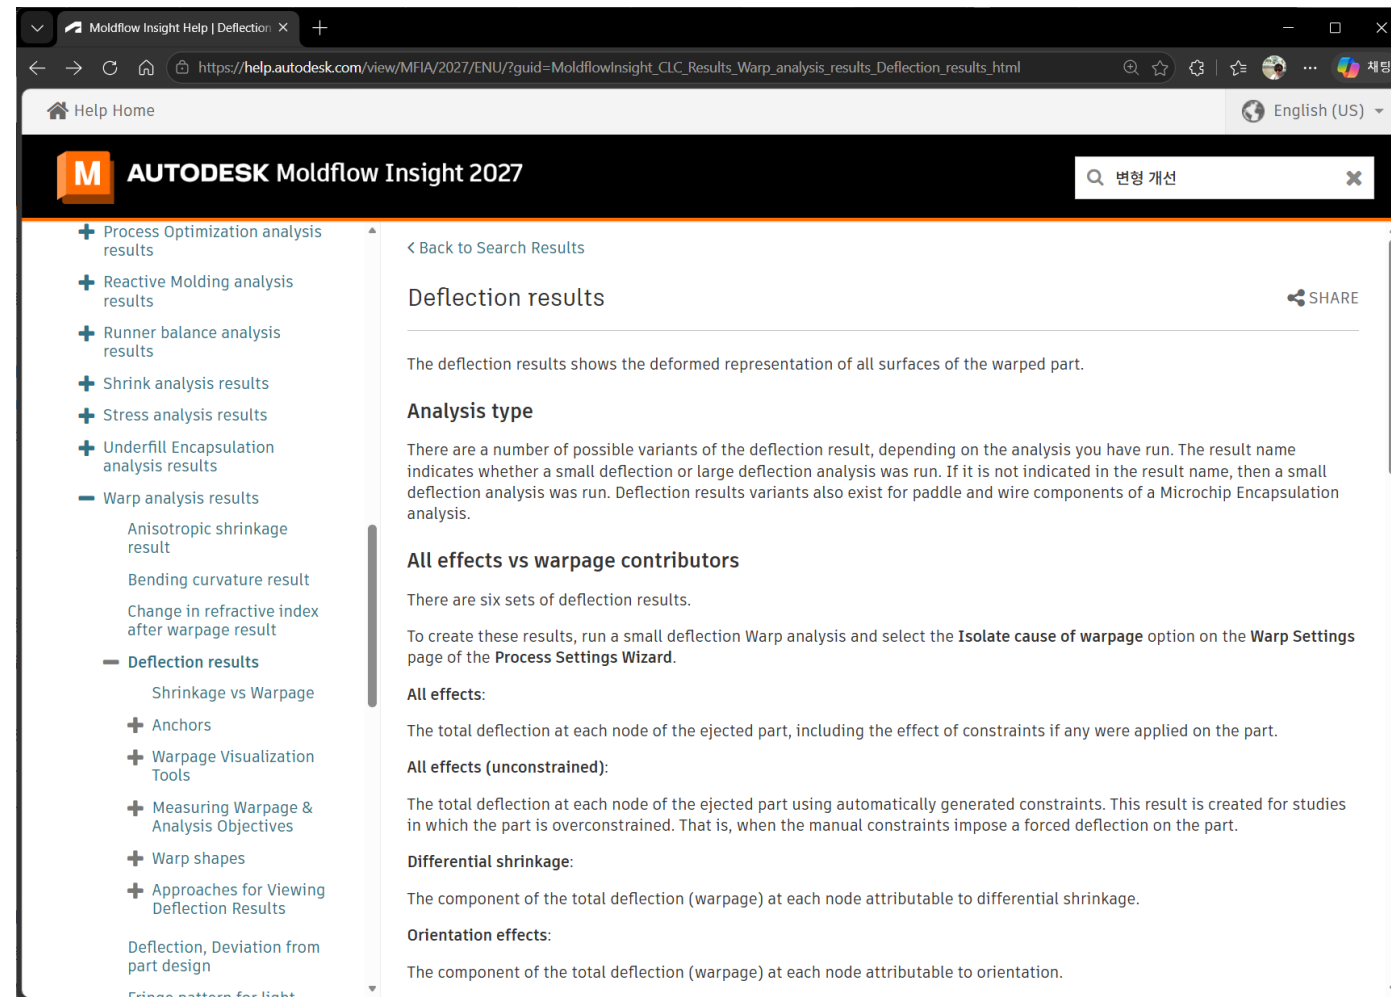 Moldflow Insight Help | Deflection
https://help.autodesk.com/view/MFIA/2027/ENU/?guid=MoldflowInsight_CLC_Results_Warp_analysis_results_Deflection_results_html
채팅
Help Home
English (US)
M
AUTODESK Moldflow Insight 2027
변형 개선
Process Optimization analysis
results
Reactive Molding analysis
results
Runner balance analysis
results
Shrink analysis results
Stress analysis results
Underfill Encapsulation
analysis results
Warp analysis results
Anisotropic shrinkage
result
Bending curvature result
Change in refractive index
after warpage result
Deflection results
Shrinkage vs Warpage
Anchors
Warpage Visualization
Tools
Measuring Warpage &
Analysis Objectives
Warp shapes
Approaches for Viewing
Deflection Results
Deflection, Deviation from
part design
Fringe pattern for light
Back to Search Results
Deflection results
SHARE
The deflection results shows the deformed representation of all surfaces of the warped part.
Analysis type
There are a number of possible variants of the deflection result, depending on the analysis you have run. The result name
indicates whether a small deflection or large deflection analysis was run. If it is not indicated in the result name, then a small
deflection analysis was run. Deflection results variants also exist for paddle and wire components of a Microchip Encapsulation
analysis.
All effects vs warpage contributors
There are six sets of deflection results.
To create these results, run a small deflection Warp analysis and select the Isolate cause of warpage option on the Warp Settings
page of the Process Settings Wizard.
All effects:
The total deflection at each node of the ejected part, including the effect of constraints if any were applied on the part.
All effects (unconstrained):
The total deflection at each node of the ejected part using automatically generated constraints. This result is created for studies
in which the part is overconstrained. That is, when the manual constraints impose a forced deflection on the part.
Differential shrinkage:
The component of the total deflection (warpage) at each node attributable to differential shrinkage.
Orientation effects:
The component of the total deflection (warpage) at each node attributable to orientation.